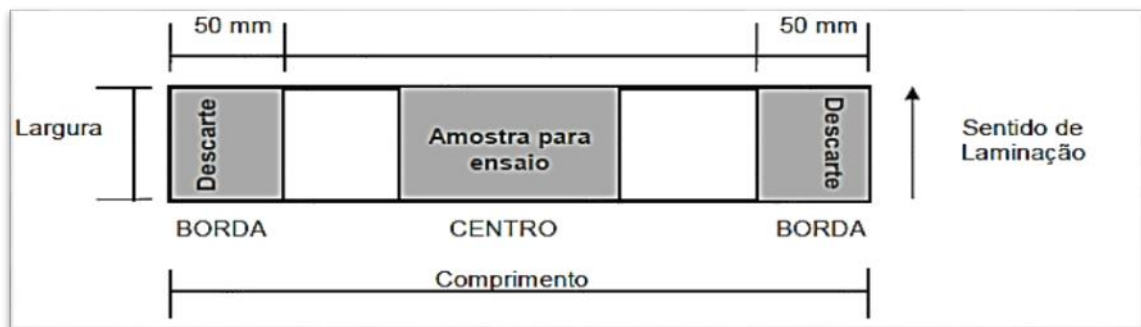 50 mm
50 mm
Largura
Descarte
Amostra para
ensaio
Descarte
Sentido de
Laminação
BORDA
CENTRO
BORDA
Comprimento